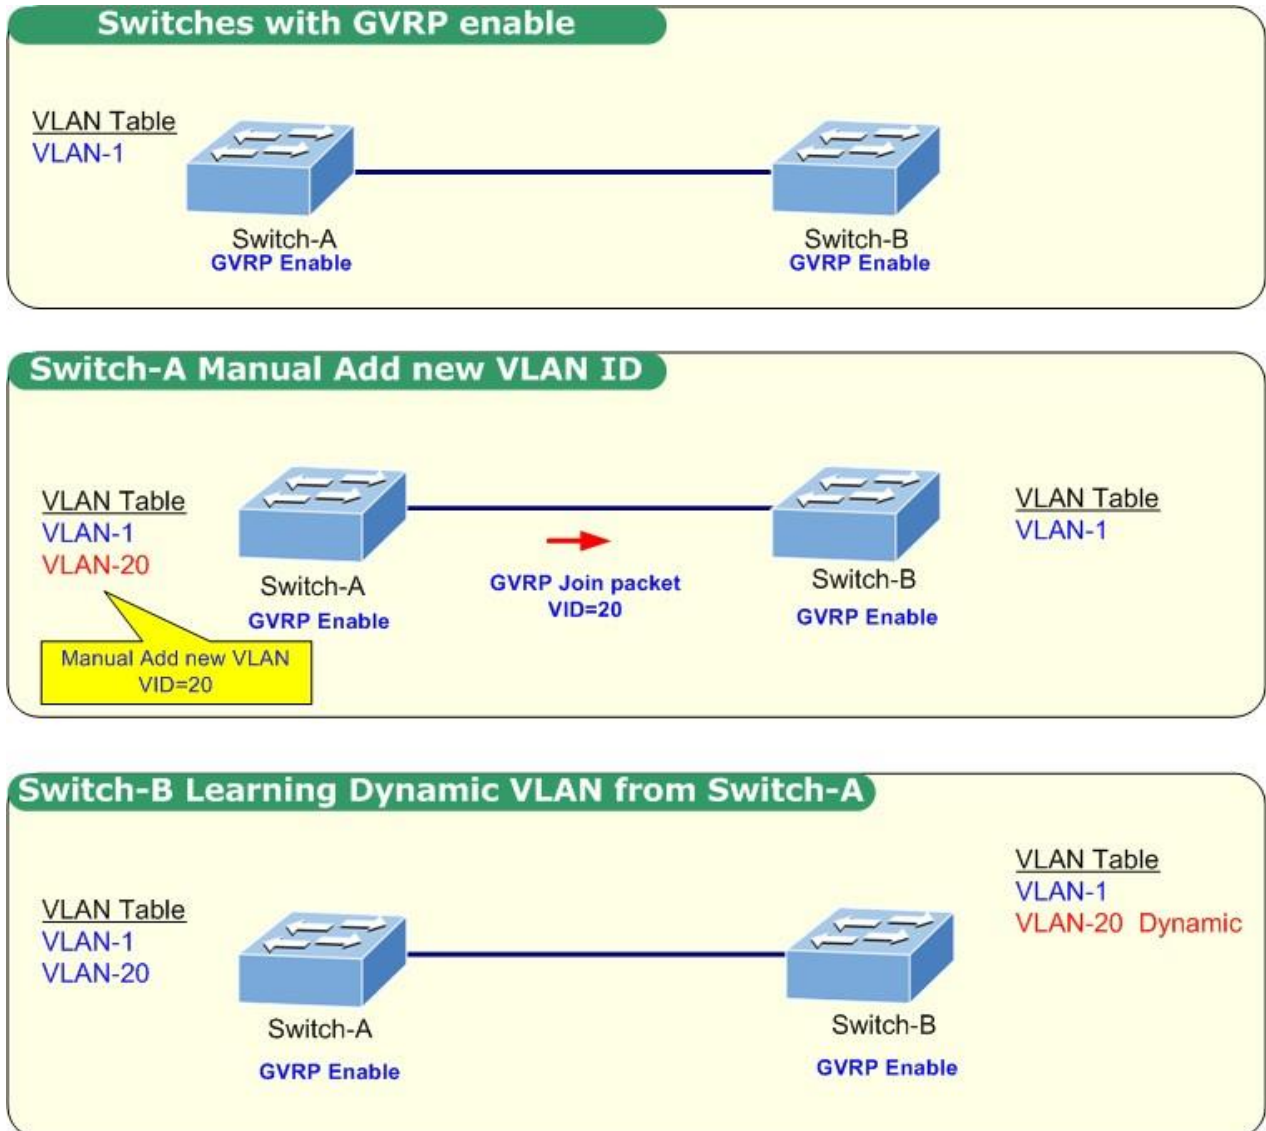 Switches with GVRP enable
VLAN Table
VLAN-1
Switch-A
GVRP Enable
Switch-B
GVRP Enable
Switch-A Manual Add new VLAN ID
VLAN Table
VLAN-1
VLAN-20
Manual Add new VLAN
VID=20
Switch-A
GVRP Enable
GVRP Join packet
VID=20
Switch-B
GVRP Enable
VLAN Table
VLAN-1
Switch-B Learning Dynamic VLAN from Switch-A
VLAN Table
VLAN-1
VLAN-20
Switch-A
GVRP Enable
Switch-B
GVRP Enable
VLAN Table
VLAN-1
VLAN-20 Dynamic